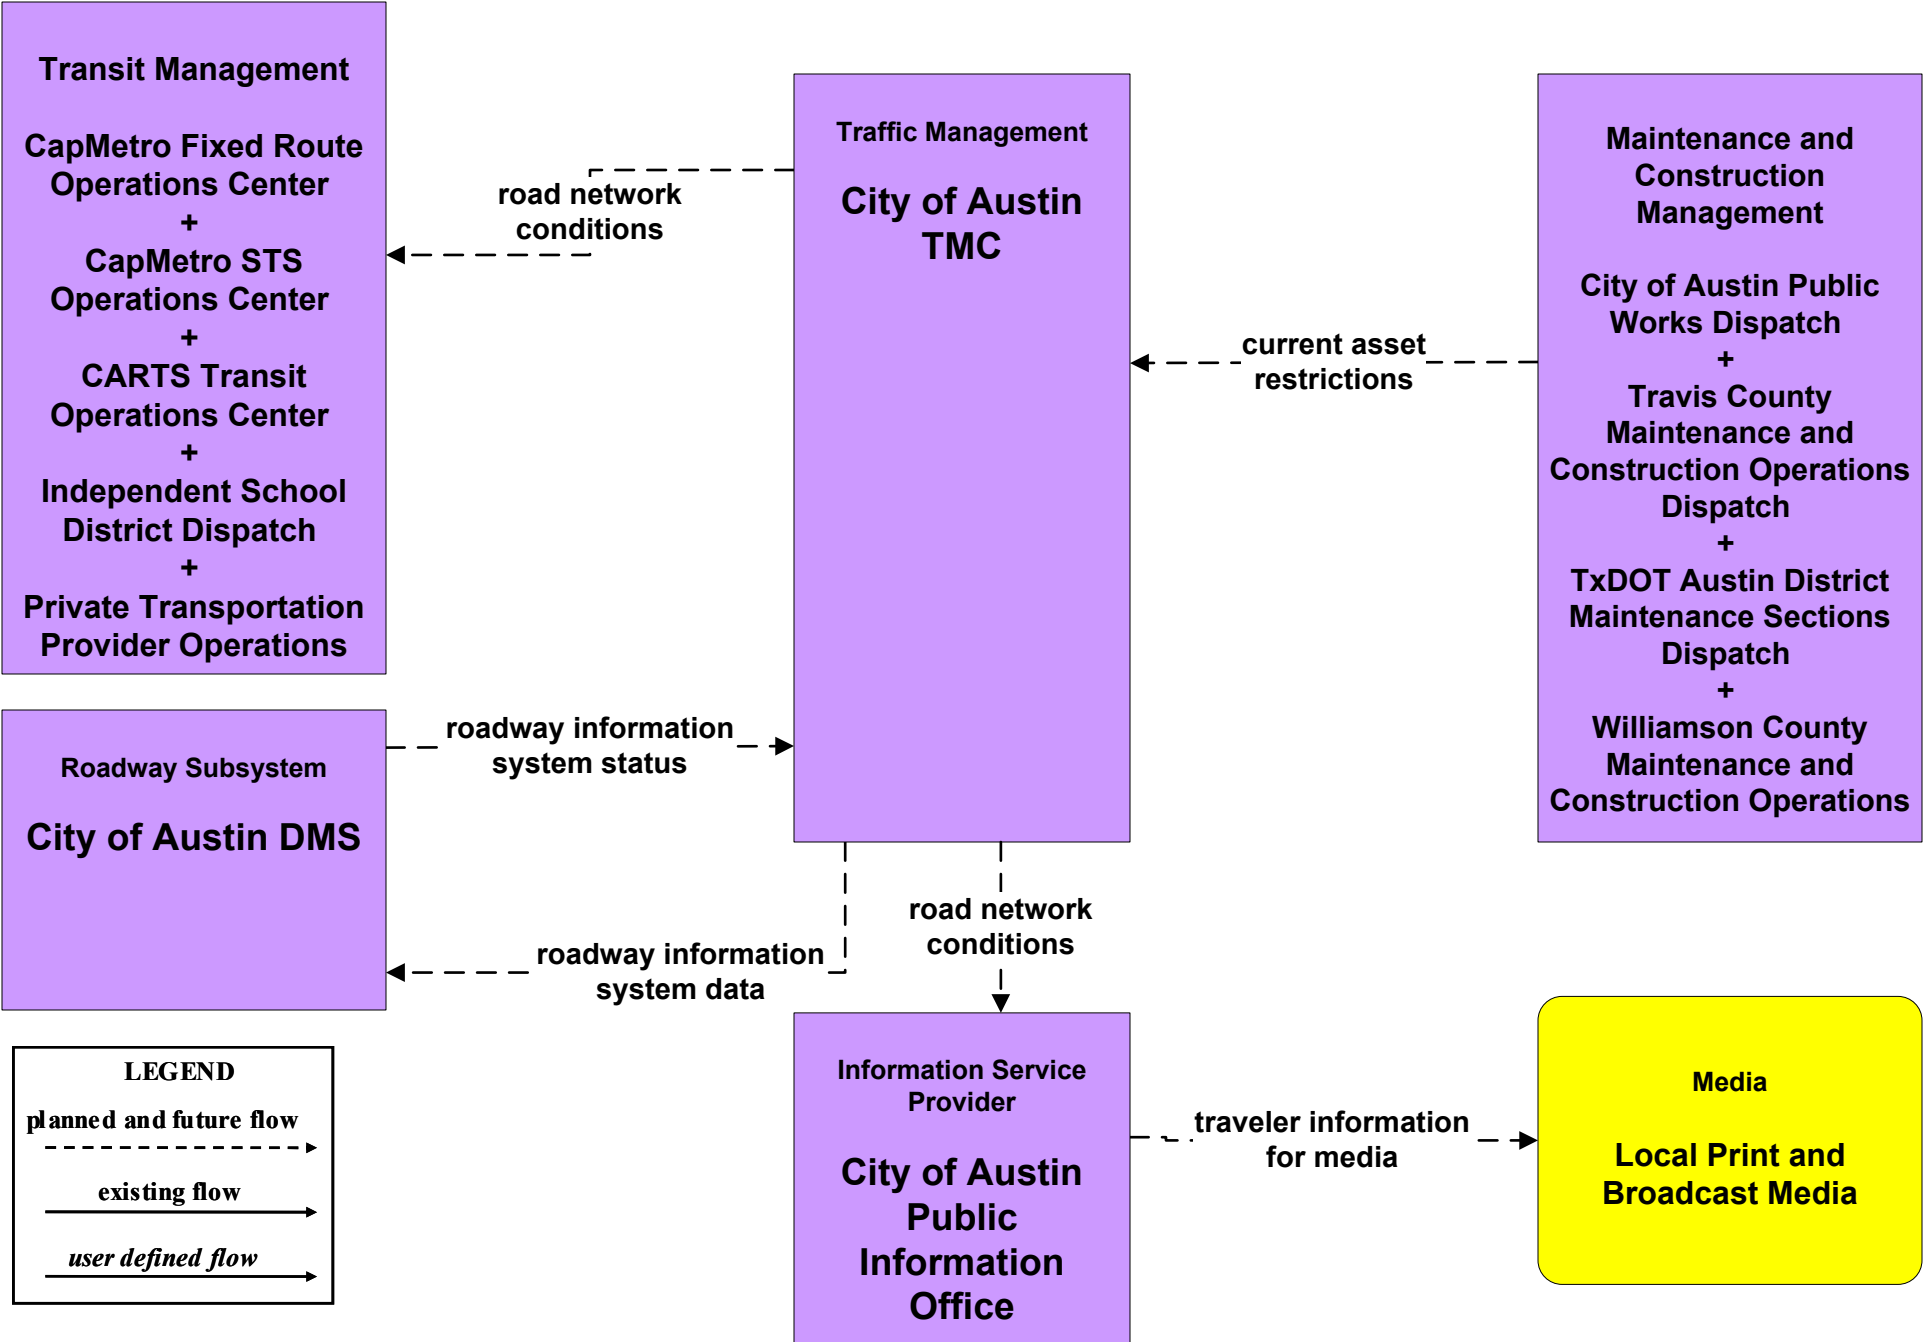 Transit Management
CapMetro Fixed Route
Operations Center
+
CapMetro STS
Operations Center
+
CARTS Transit
Operations Center
+
Independent School
District Dispatch
+
Private Transportation
Provider Operations
road network
conditions
Traffic Management
City of Austin
TMC
current asset
restrictions
Maintenance and
Construction
Management
City of Austin Public
Works Dispatch
+
Travis County
Maintenance and
Construction Operations
Dispatch
+
TxDOT Austin District
Maintenance Sections
Dispatch
+
Williamson County
Maintenance and
Construction Operations
Roadway Subsystem
City of Austin DMS
roadway information
system status
roadway information
system data
road network
conditions
LEGEND
planned and future flow
existing flow
user defined flow
Information Service
Provider
City of Austin
Public
Information
Office
traveler information
for media
Media
Local Print and
Broadcast Media